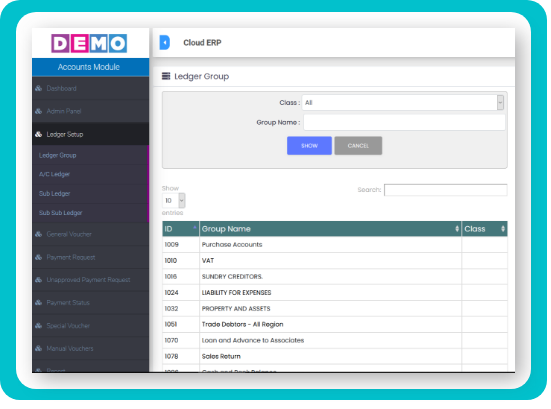 DEMO
Cloud ERP
Accounts Module
Dashboard
Admin Panel
Ledger Setup
Ledger Group
A/C Ledger
Sub Ledger
Sub Sub Ledger
General Voucher
Payment Request
Unapproved Payment Request
Payment Status
Special Voucher
Manual Vouchers
Ledger Group
Class : All
Group Name :
SHOW CANCEL
Show
10
entries
Search:
ID Group Name Class
1009 Purchase Accounts
1010 VAT
1016 SUNDRY CREDITORS.
1024 LIABILITY FOR EXPENSES
1032 PROPERTY AND ASSETS
1051 Trade Debtors - All Region
1070 Loan and Advance to Associates
1078 Sales Return